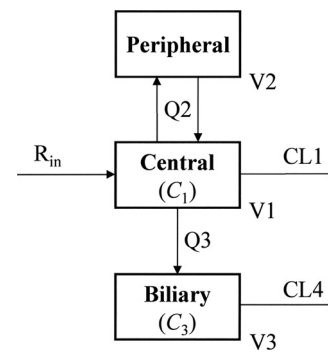 Peripheral
V2
Q2
R_in
Central
(C_1)
CL1
V1
Q3
Biliary
(C_3)
CL4
V3